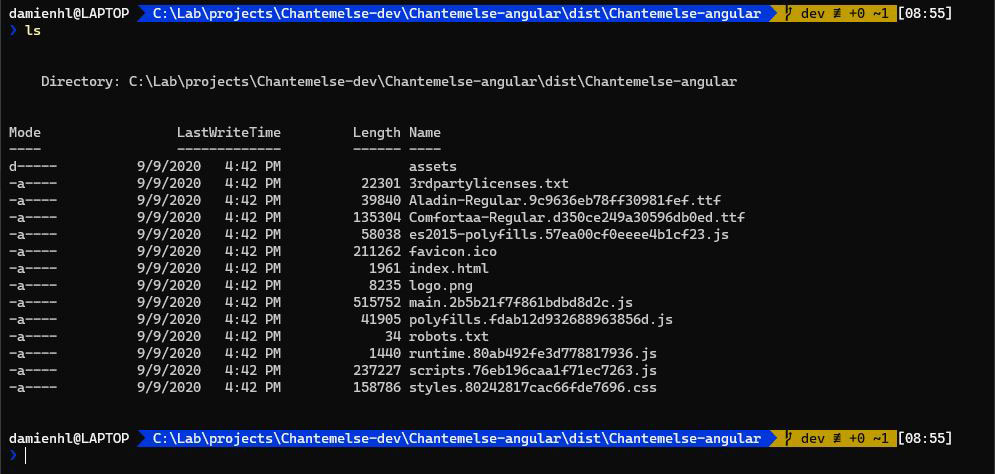 damienhl@LAPTOP C:\Lab\projects\Chantemelse-dev\Chantemelse-angular\dist\Chantemelse-angular dev ≢ +0 ~1 [08:55]
❯ ls
Directory: C:\Lab\projects\Chantemelse-dev\Chantemelse-angular\dist\Chantemelse-angular
Mode LastWriteTime Length Name
---- ------------- ------ ----
d----- 9/9/2020 4:42 PM assets
-a---- 9/9/2020 4:42 PM 22301 3rdpartylicenses.txt
-a---- 9/9/2020 4:42 PM 39840 Aladin-Regular.9c9636eb78ff30981fef.ttf
-a---- 9/9/2020 4:42 PM 135304 Comfortaa-Regular.d350ce249a30596db0ed.ttf
-a---- 9/9/2020 4:42 PM 58038 es2015-polyfills.57ea00cf0eeee4b1cf23.js
-a---- 9/9/2020 4:42 PM 211262 favicon.ico
-a---- 9/9/2020 4:42 PM 1961 index.html
-a---- 9/9/2020 4:42 PM 8235 logo.png
-a---- 9/9/2020 4:42 PM 515752 main.2b5b21f7f861bdbd8d2c.js
-a---- 9/9/2020 4:42 PM 41905 polyfills.fdab12d932688963856d.js
-a---- 9/9/2020 4:42 PM 34 robots.txt
-a---- 9/9/2020 4:42 PM 1440 runtime.80ab492fe3d778817936.js
-a---- 9/9/2020 4:42 PM 237227 scripts.76eb196caa1f71ec7263.js
-a---- 9/9/2020 4:42 PM 158786 styles.80242817cac66fde7696.css
damienhl@LAPTOP C:\Lab\projects\Chantemelse-dev\Chantemelse-angular\dist\Chantemelse-angular dev ≢ +0 ~1 [08:55]
❯